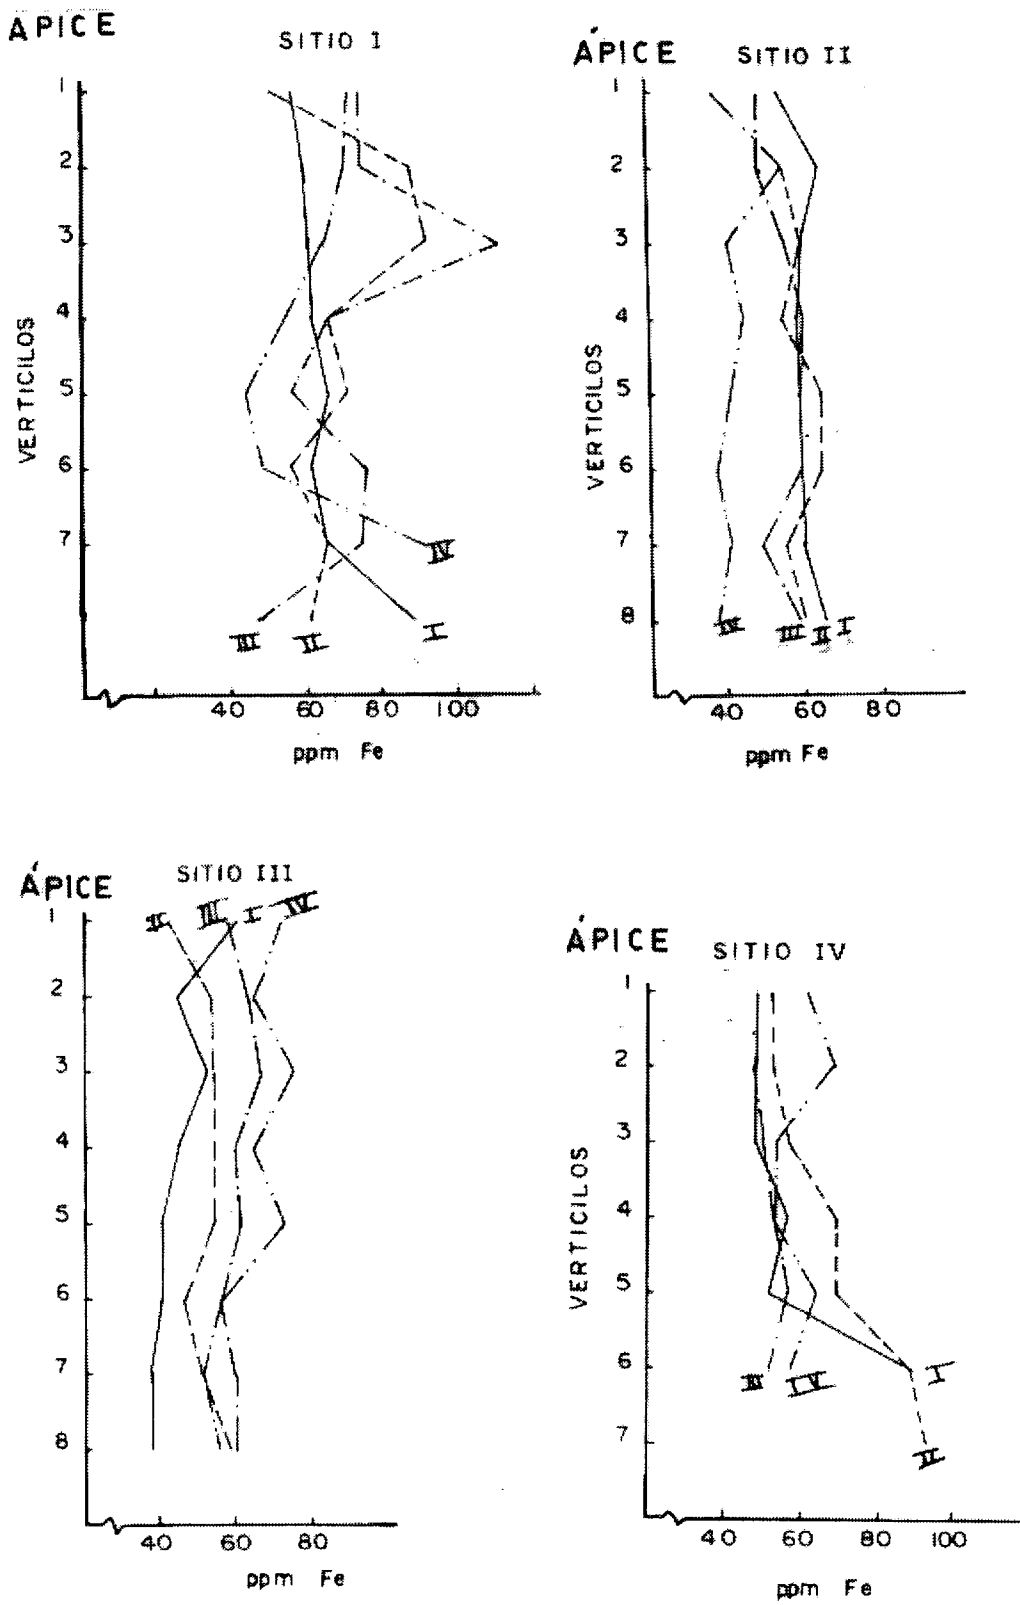 ÁPICE
SITIO I
1
2
3
4
5
6
7
VERTICILOS
IV
III
II
I
40 60 80 100
ppm Fe
ÁPICE
SITIO II
1
2
3
4
5
6
7
8
VERTICILOS
IV
III
II
I
40 60 80
ppm Fe
ÁPICE
SITIO III
II
III
I
IV
1
2
3
4
5
6
7
8
40 60 80
ppm Fe
ÁPICE
SITIO IV
1
2
3
4
5
6
7
VERTICILOS
III
IV
I
II
40 60 80 100
ppm Fe